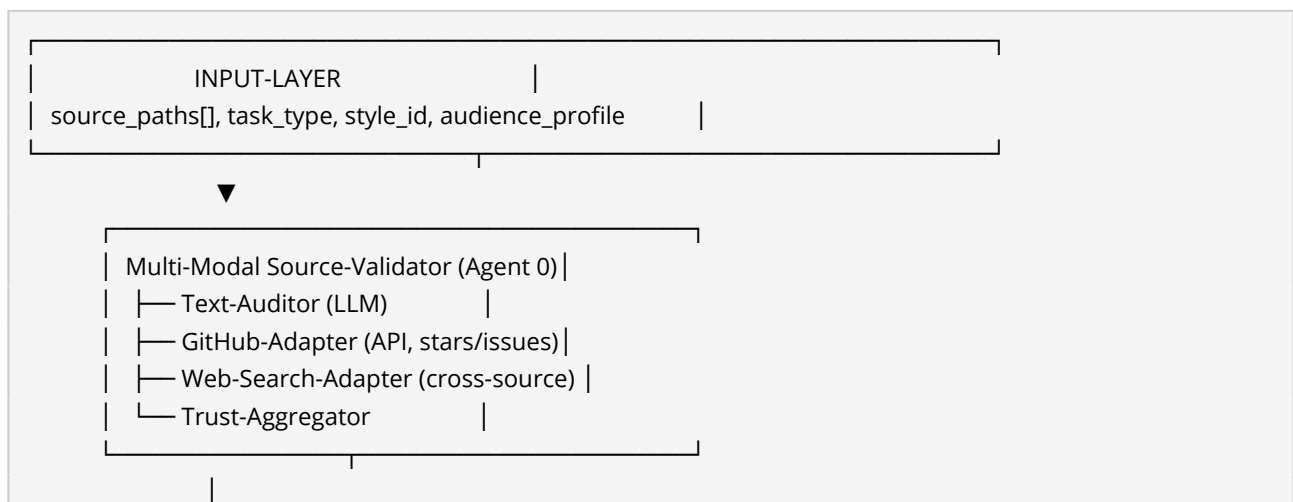 INPUT-LAYER
source_paths[], task_type, style_id, audience_profile
▼
Multi-Modal Source-Validator (Agent 0)
├── Text-Auditor (LLM)
├── GitHub-Adapter (API, stars/issues)
├── Web-Search-Adapter (cross-source)
└── Trust-Aggregator